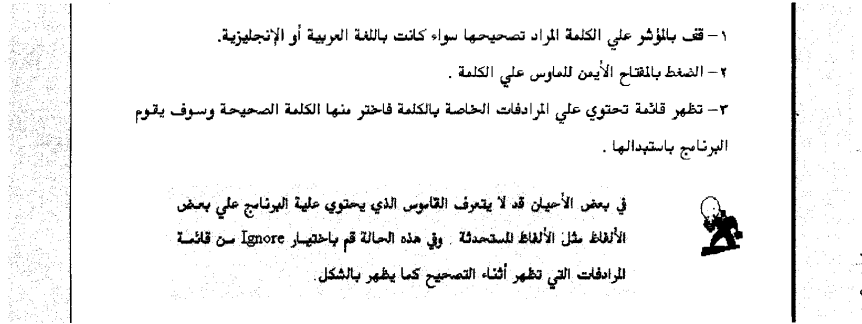 ١- قف بالمؤشر علي الكلمة المراد تصحيحها سواء كانت باللغة العربية أو الإنجليزية.
٢- الضغط بالمفتاح الأيمن للماوس علي الكلمة .
٣- تظهر قائمة تحتوي علي المرادفات الخاصة بالكلمة فاختر منها الكلمة الصحيحة وسوف يقوم
البرنامج باستبدالها .
في بعض الأحيان قد لا يتعرف القاموس الذي يحتوي علية البرنامج علي بعض
الألفاظ مثل الألفاظ المستحدثة . وفي هذه الحالة قم باختيار Ignore من قائمة
المرادفات التي تظهر أثناء التصحيح كما يظهر بالشكل.